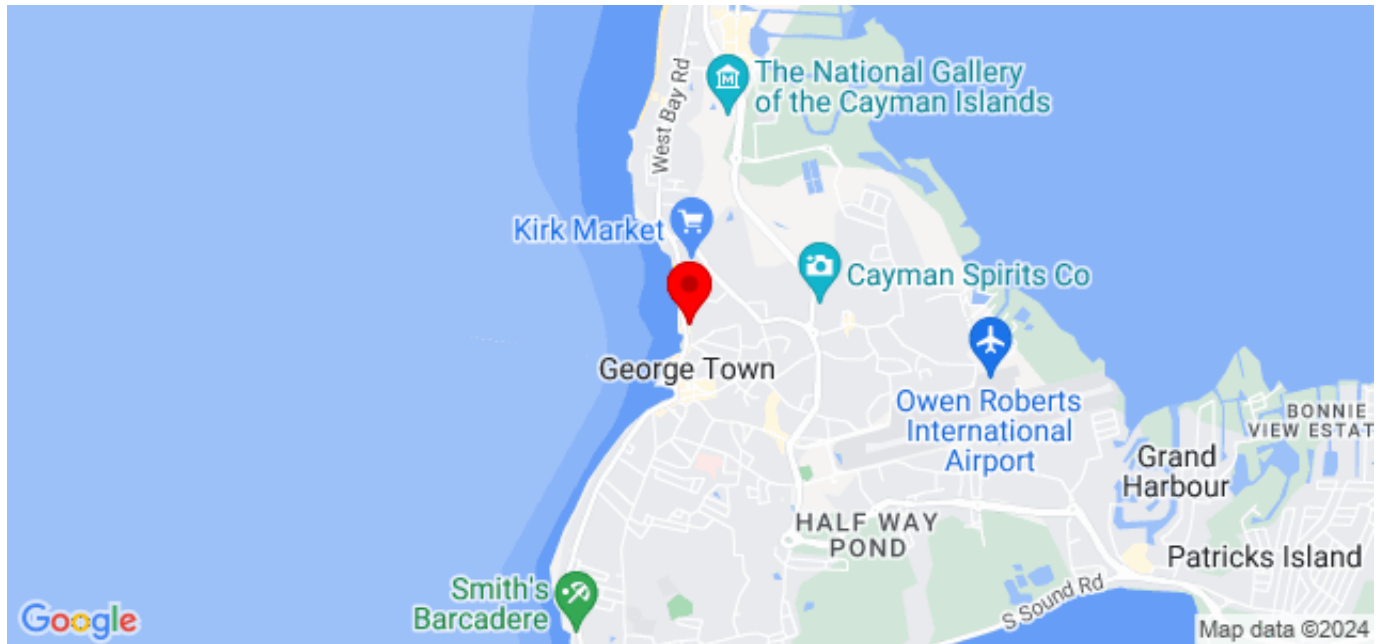 The National Gallery
of the Cayman Islands
West Bay Rd
Kirk Market
Cayman Spirits Co
George Town
Owen Roberts
International
Airport
BONNIE
VIEW ESTAT
Grand
Harbour
HALF WAY
POND
Patricks Island
Smith's
Barcadere
S Sound Rd
Google
Map data ©2024